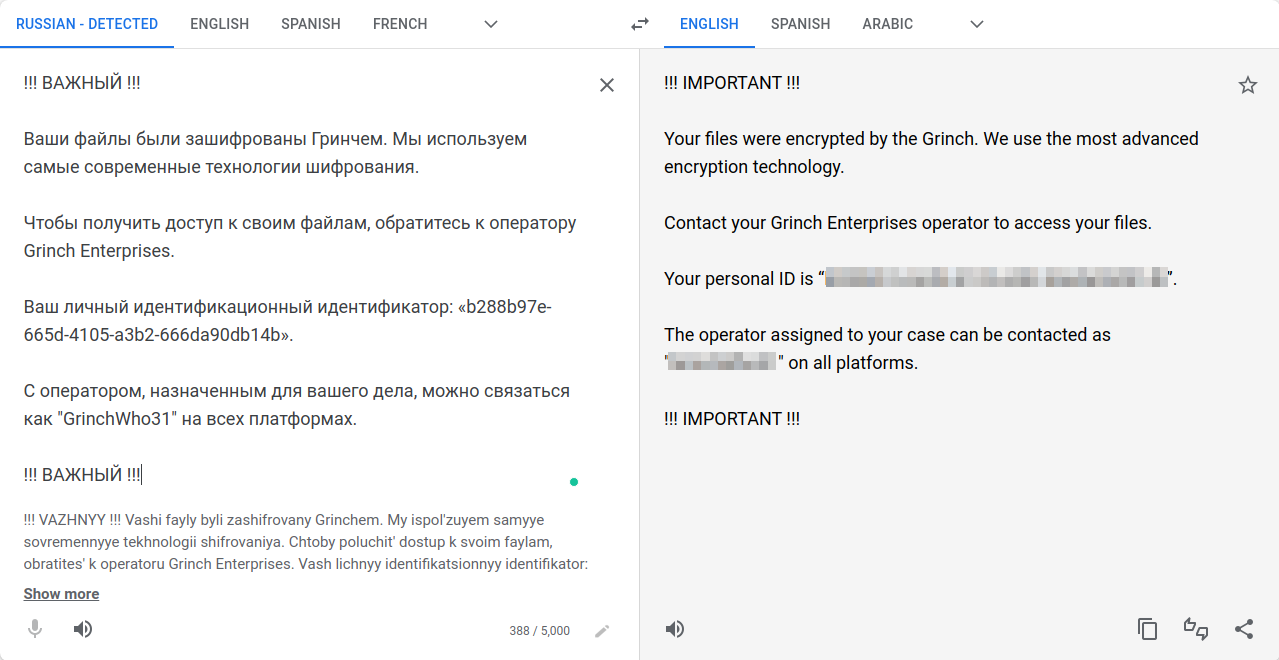 RUSSIAN - DETECTED ENGLISH SPANISH FRENCH
ENGLISH SPANISH ARABIC
!!! ВАЖНЫЙ !!!
Ваши файлы были зашифрованы Гринчем. Мы используем
самые современные технологии шифрования.
Чтобы получить доступ к своим файлам, обратитесь к оператору
Grinch Enterprises.
Ваш личный идентификационный идентификатор: «b288b97e-
665d-4105-a3b2-666da90db14b».
С оператором, назначенным для вашего дела, можно связаться
как "GrinchWho31" на всех платформах.
!!! ВАЖНЫЙ !!!
!!! VAZHNYY !!! Vashi fayly byli zashifrovany Grinchem. My ispol'zuyem samyye
sovremennyye tekhnologii shifrovaniya. Chtoby poluchit' dostup k svoim faylam,
obratites' k operatoru Grinch Enterprises. Vash lichnyy identifikatsionnyy identifikator:
Show more
388 / 5,000
!!! IMPORTANT !!!
Your files were encrypted by the Grinch. We use the most advanced
encryption technology.
Contact your Grinch Enterprises operator to access your files.
Your personal ID is “ ”.
The operator assigned to your case can be contacted as
" " on all platforms.
!!! IMPORTANT !!!